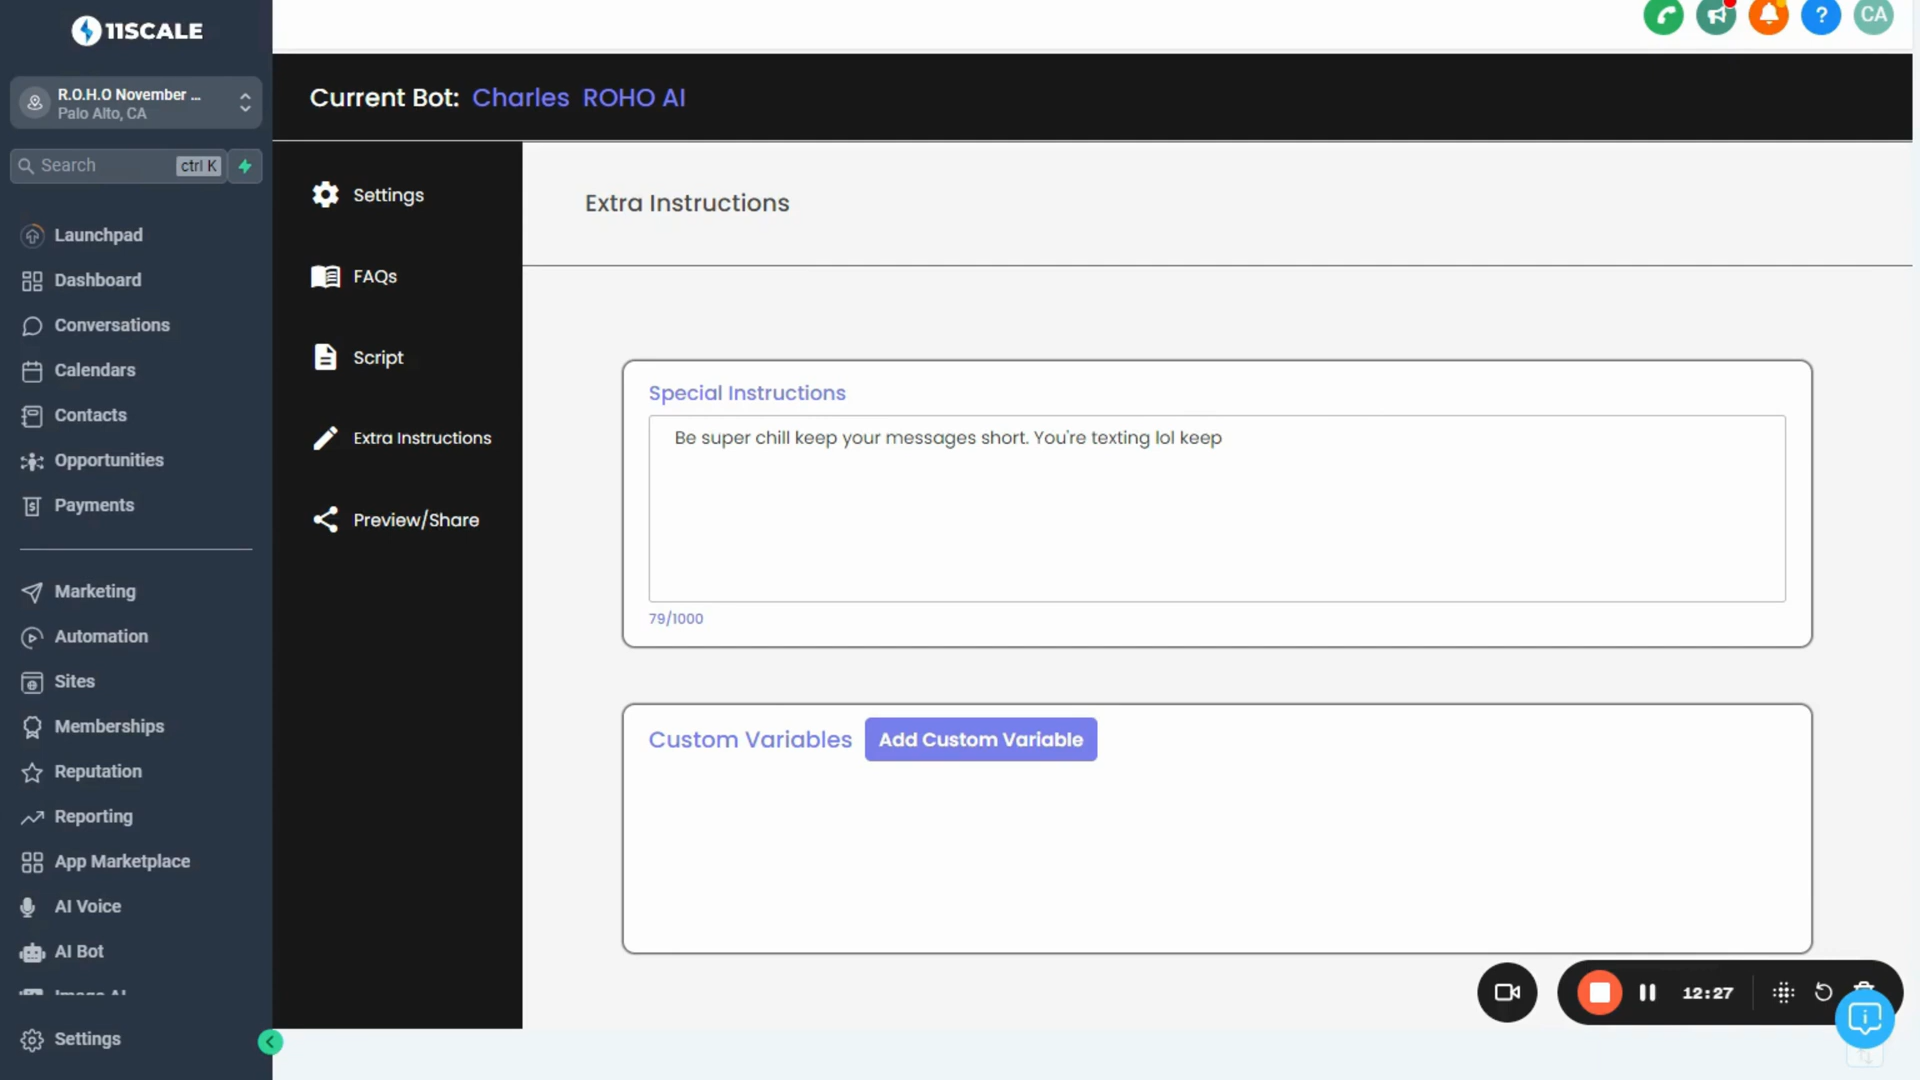 11SCALE
R.O.H.O November ...
Palo Alto, CA
Search
ctrl K
Launchpad
Dashboard
Conversations
Calendars
Contacts
Opportunities
Payments
Marketing
Automation
Sites
Memberships
Reputation
Reporting
App Marketplace
AI Voice
AI Bot
Image AI
Settings
?
CA
Current Bot: Charles ROHO AI
Settings
FAQs
Script
Extra Instructions
Preview/Share
Extra Instructions
Special Instructions
Be super chill keep your messages short. You're texting lol keep
79/1000
Custom Variables
Add Custom Variable
12:27